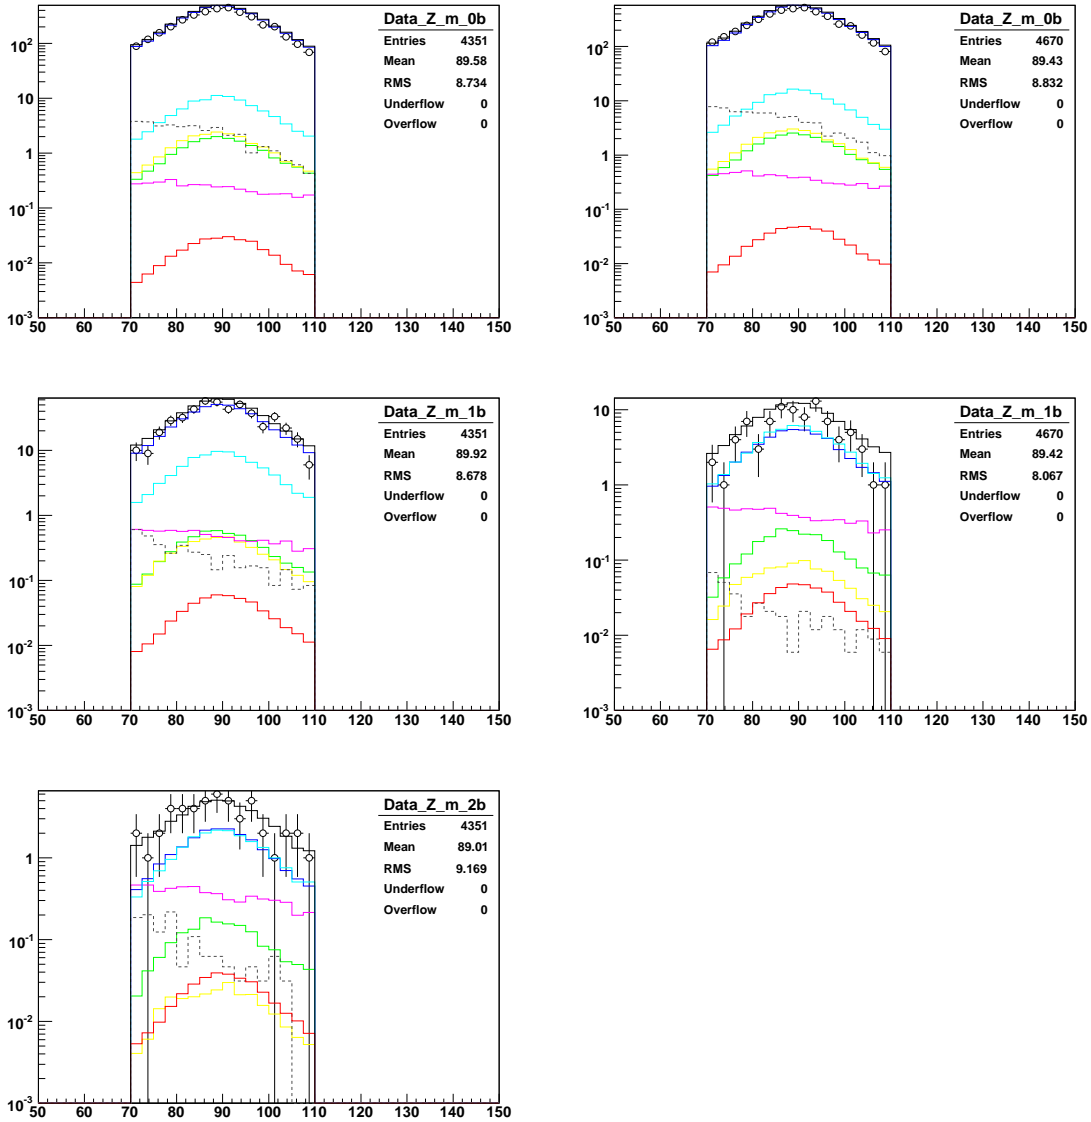 Data_Z_m_0b
Entries 4351
Mean 89.58
RMS 8.734
Underflow 0
Overflow 0
10^2
10
1
10^-1
10^-2
10^-3
50 60 70 80 90 100 110 120 130 140 150
Data_Z_m_0b
Entries 4670
Mean 89.43
RMS 8.832
Underflow 0
Overflow 0
10^2
10
1
10^-1
10^-2
10^-3
50 60 70 80 90 100 110 120 130 140 150
Data_Z_m_1b
Entries 4351
Mean 89.92
RMS 8.678
Underflow 0
Overflow 0
10
1
10^-1
10^-2
10^-3
50 60 70 80 90 100 110 120 130 140 150
Data_Z_m_1b
Entries 4670
Mean 89.42
RMS 8.067
Underflow 0
Overflow 0
10
1
10^-1
10^-2
10^-3
50 60 70 80 90 100 110 120 130 140 150
Data_Z_m_2b
Entries 4351
Mean 89.01
RMS 9.169
Underflow 0
Overflow 0
1
10^-1
10^-2
10^-3
50 60 70 80 90 100 110 120 130 140 150